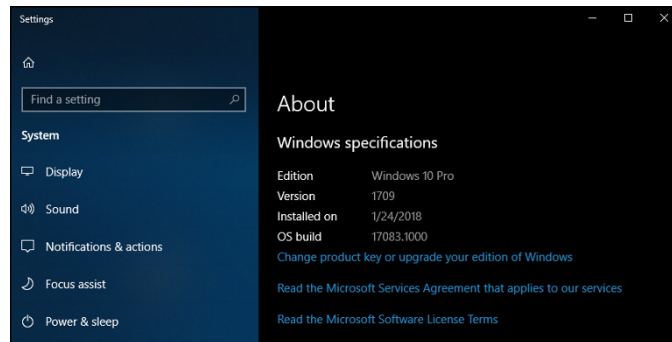 Settings
Find a setting
System
Display
Sound
Notifications & actions
Focus assist
Power & sleep
About
Windows specifications
Edition Windows 10 Pro
Version 1709
Installed on 1/24/2018
OS build 17083.1000
Change product key or upgrade your edition of Windows
Read the Microsoft Services Agreement that applies to our services
Read the Microsoft Software License Terms